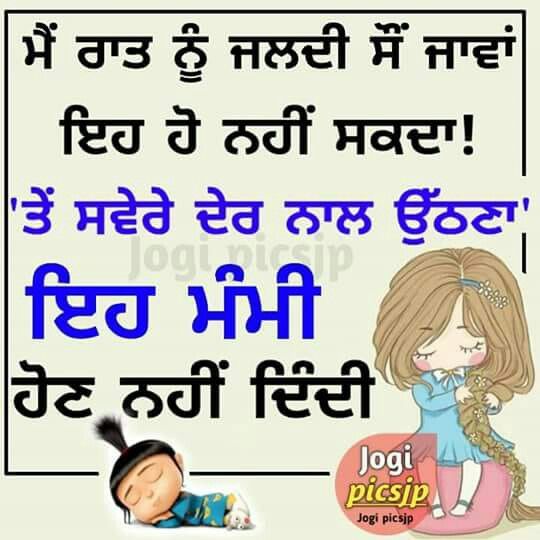 ਮੈਂ ਰਾਤ ਨੂੰ ਜਲਦੀ ਸੌਂ ਜਾਵਾਂ
ਇਹ ਹੋ ਨਹੀਂ ਸਕਦਾ!
'ਤੇਂ ਸਵੇਰੇ ਦੇਰ ਨਾਲ ਉੱਠਣਾ'
Jogi picsjp
ਇਹ ਮੰਮੀ
ਹੋਣ ਨਹੀਂ ਦਿੰਦੀ
Jogi
picsjp
Jogi picsjp